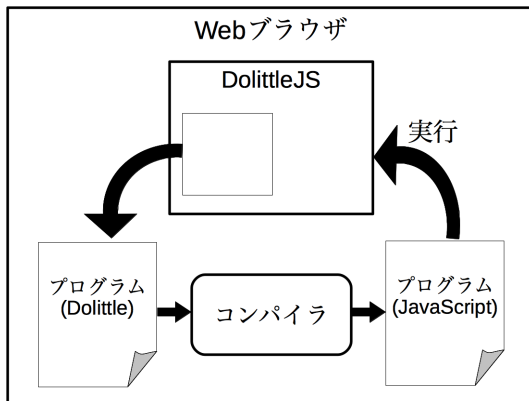 Webブラウザ
DolittleJS
実行
プログラム
(Dolittle)
コンパイラ
プログラム
(JavaScript)